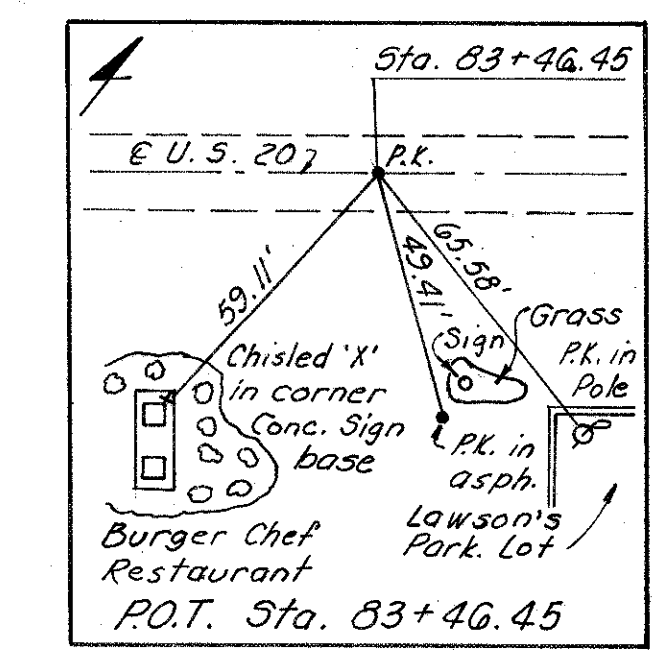 Sta. 83+46.45
℄ U.S. 20
P.K.
59.11'
49.41'
65.58'
Sign
Grass
Chisled 'X'
in corner
Conc. Sign
base
P.K. in
Pole
P.K. in
asph.
Lawson's
Park. Lot
Burger Chef
Restaurant
P.O.T. Sta. 83+46.45